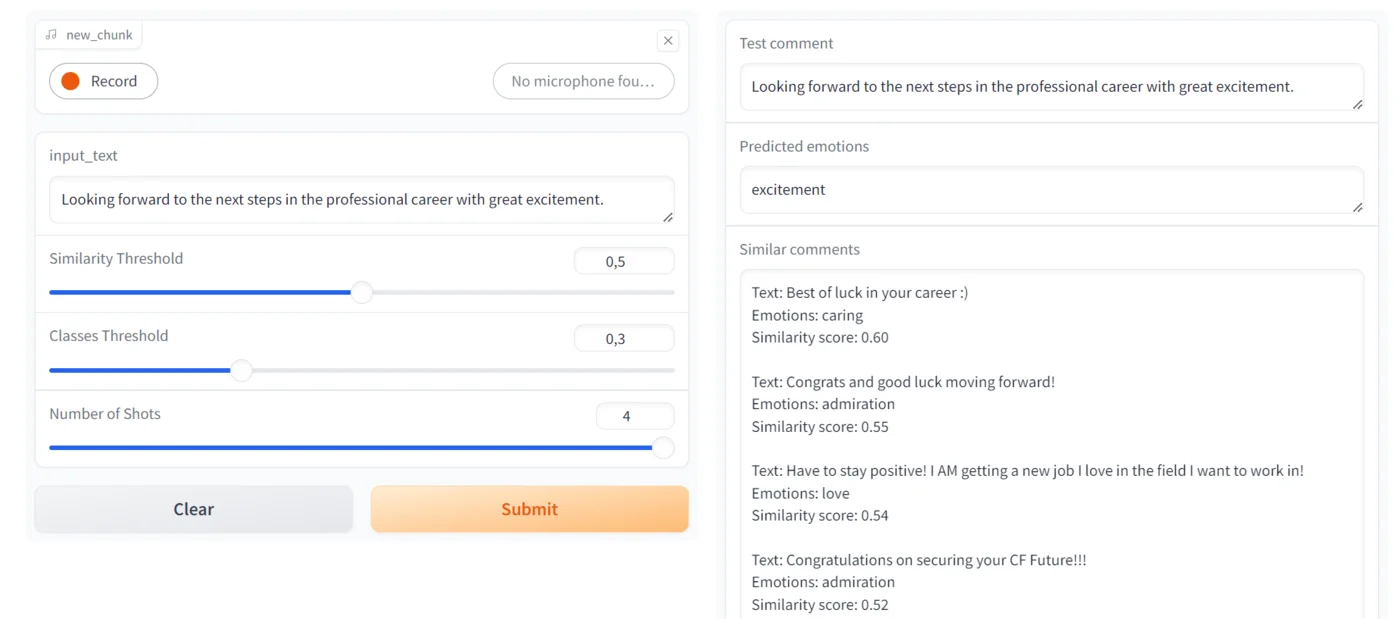 new_chunk
Record
No microphone fou…
input_text
Looking forward to the next steps in the professional career with great excitement.
Similarity Threshold
0,5
Classes Threshold
0,3
Number of Shots
4
Clear
Submit
Test comment
Looking forward to the next steps in the professional career with great excitement.
Predicted emotions
excitement
Similar comments
Text: Best of luck in your career :)
Emotions: caring
Similarity score: 0.60
Text: Congrats and good luck moving forward!
Emotions: admiration
Similarity score: 0.55
Text: Have to stay positive! I AM getting a new job I love in the field I want to work in!
Emotions: love
Similarity score: 0.54
Text: Congratulations on securing your CF Future!!!
Emotions: admiration
Similarity score: 0.52